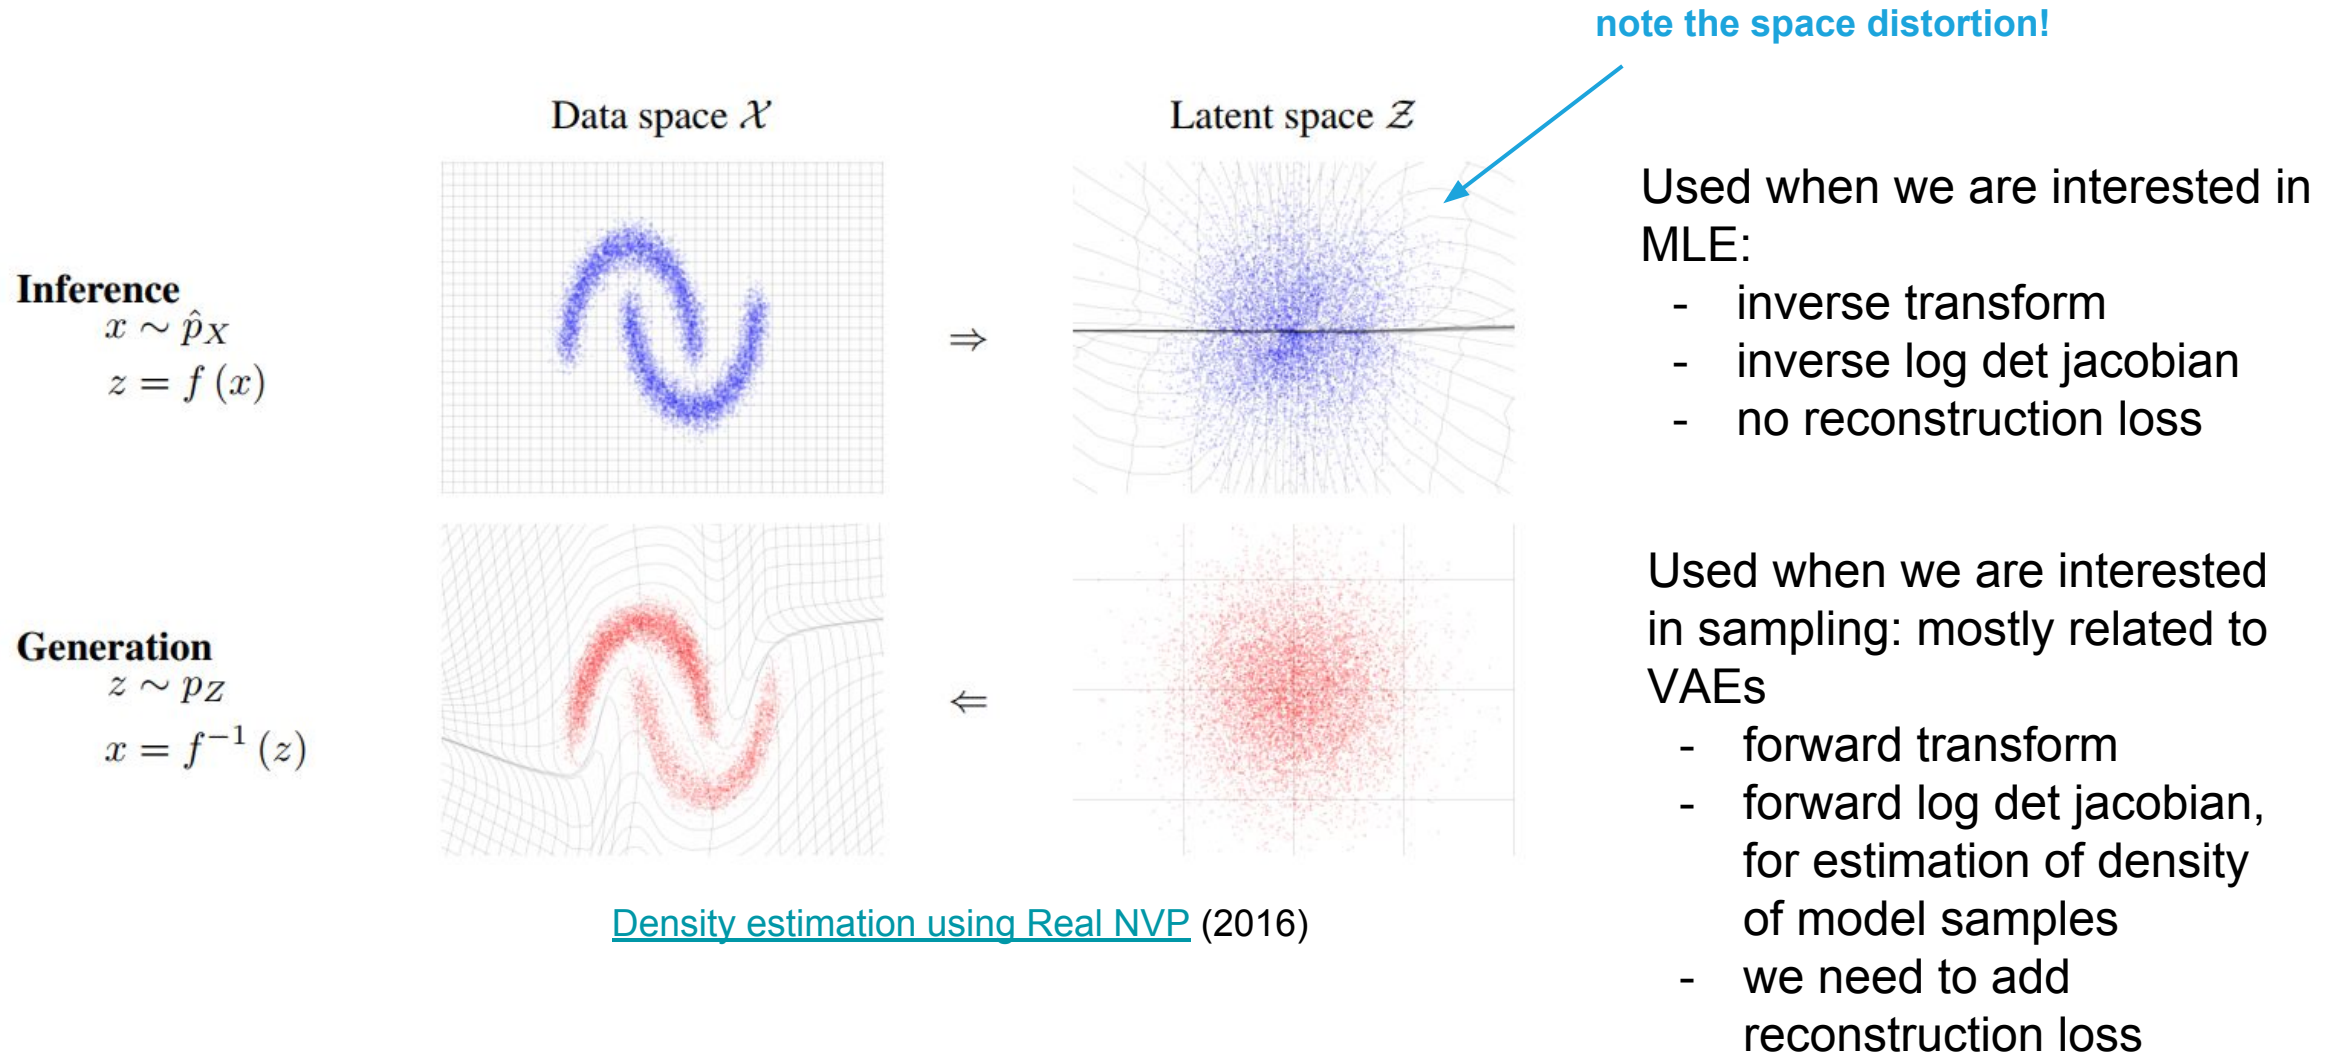 note the space distortion!
Data space 𝒳
Latent space 𝒵
Inference
x ∼ p̂_X
z = f (x)
⇒
Used when we are interested in
MLE:
- inverse transform
- inverse log det jacobian
- no reconstruction loss
Generation
z ∼ p_Z
x = f⁻¹ (z)
⇐
Used when we are interested
in sampling: mostly related to
VAEs
- forward transform
- forward log det jacobian,
for estimation of density
of model samples
- we need to add
reconstruction loss
Density estimation using Real NVP (2016)